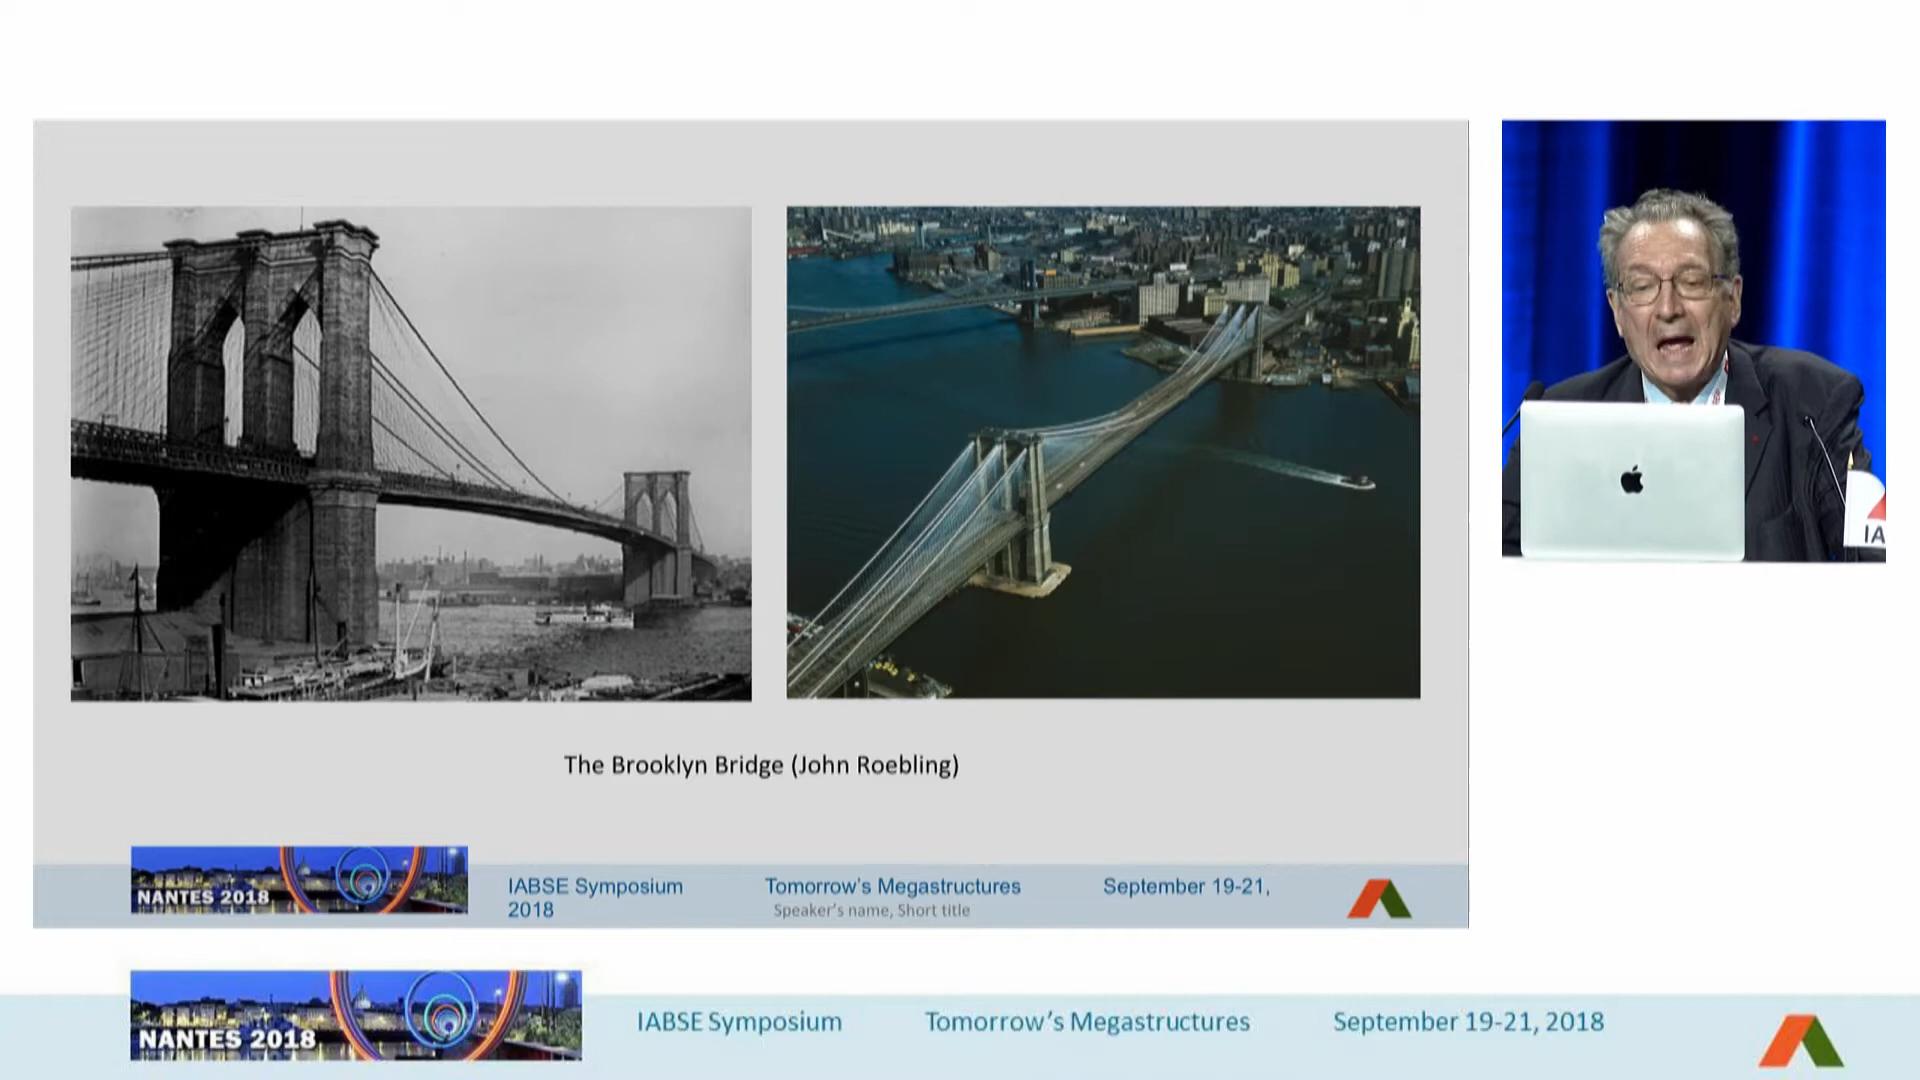 The Brooklyn Bridge (John Roebling)
NANTES 2018
IABSE Symposium Tomorrow's Megastructures September 19-21,
2018 Speaker's name, Short title
IA
NANTES 2018
IABSE Symposium Tomorrow's Megastructures September 19-21, 2018